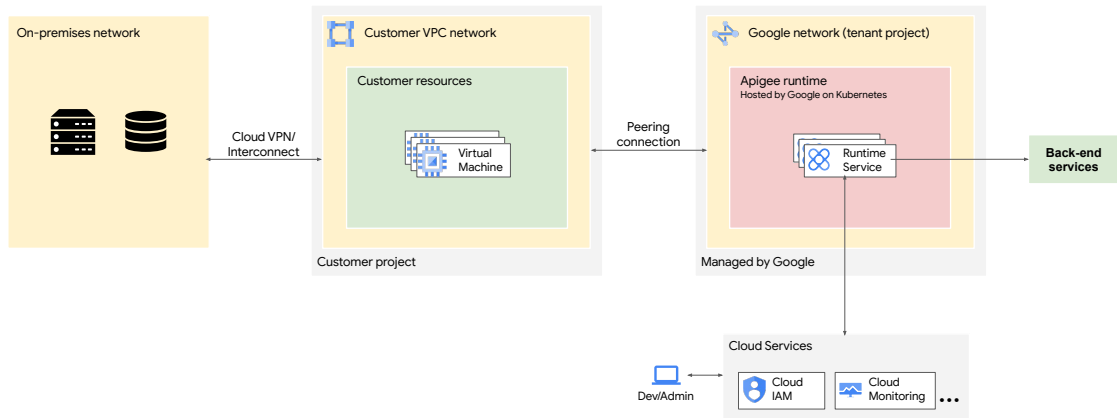 On-premises network
Cloud VPN/
Interconnect
Customer VPC network
Customer resources
Virtual
Machine
Customer project
Peering
connection
Google network (tenant project)
Apigee runtime
Hosted by Google on Kubernetes
Runtime
Service
Managed by Google
Back-end
services
Cloud Services
Dev/Admin
Cloud
IAM
Cloud
Monitoring
...